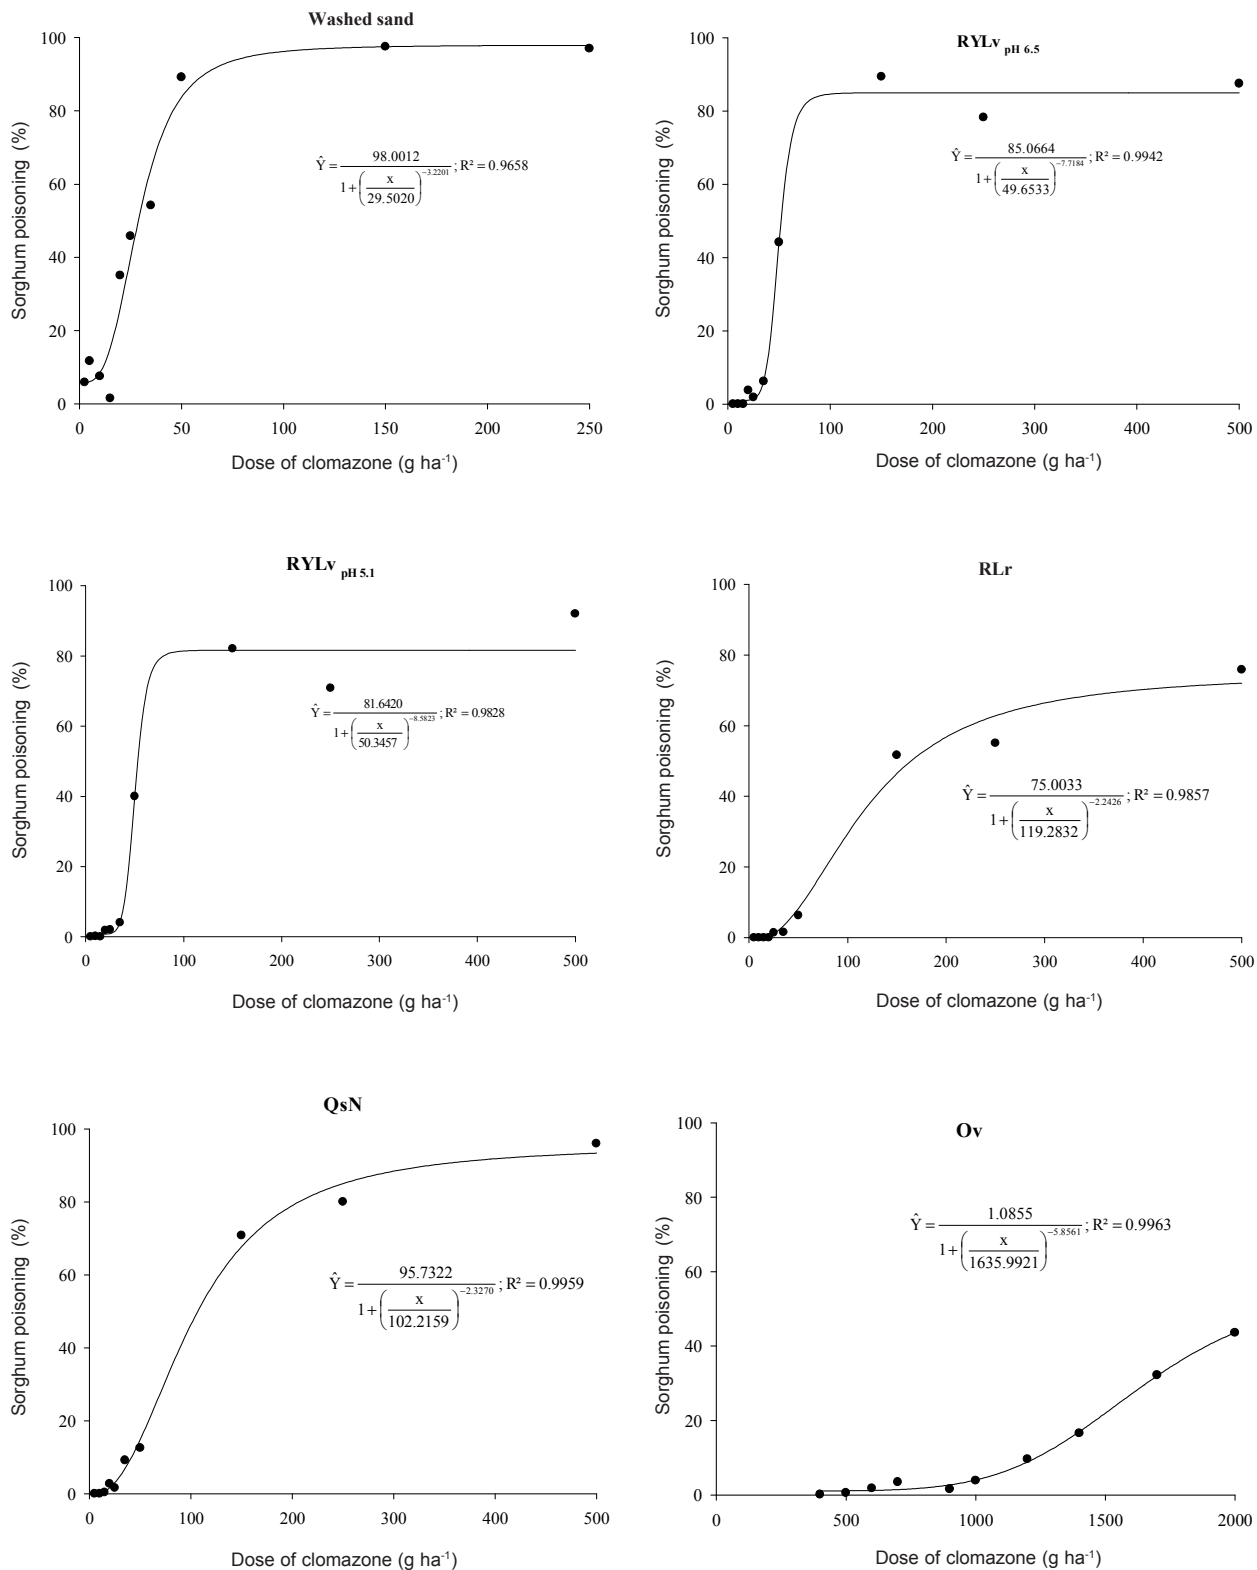 Washed sand
100
80
60
40
20
0
Sorghum poisoning (%)
Ŷ = 98.0012 / 1 + (x / 29.5020)^−3.2201 ; R² = 0.9658
0 50 100 150 200 250
Dose of clomazone (g ha⁻¹)
RYLv pH 6.5
100
80
60
40
20
0
Sorghum poisoning (%)
Ŷ = 85.0664 / 1 + (x / 49.6533)^−7.7184 ; R² = 0.9942
0 100 200 300 400 500
Dose of clomazone (g ha⁻¹)
RYLv pH 5.1
100
80
60
40
20
0
Sorghum poisoning (%)
Ŷ = 81.6420 / 1 + (x / 50.3457)^−8.5823 ; R² = 0.9828
0 100 200 300 400 500
Dose of clomazone (g ha⁻¹)
RLr
100
80
60
40
20
0
Sorghum poisoning (%)
Ŷ = 75.0033 / 1 + (x / 119.2832)^−2.2426 ; R² = 0.9857
0 100 200 300 400 500
Dose of clomazone (g ha⁻¹)
QsN
100
80
60
40
20
0
Sorghum poisoning (%)
Ŷ = 95.7322 / 1 + (x / 102.2159)^−2.3270 ; R² = 0.9959
0 100 200 300 400 500
Dose of clomazone (g ha⁻¹)
Ov
100
80
60
40
20
0
Sorghum poisoning (%)
Ŷ = 1.0855 / 1 + (x / 1635.9921)^−5.8561 ; R² = 0.9963
0 500 1000 1500 2000
Dose of clomazone (g ha⁻¹)